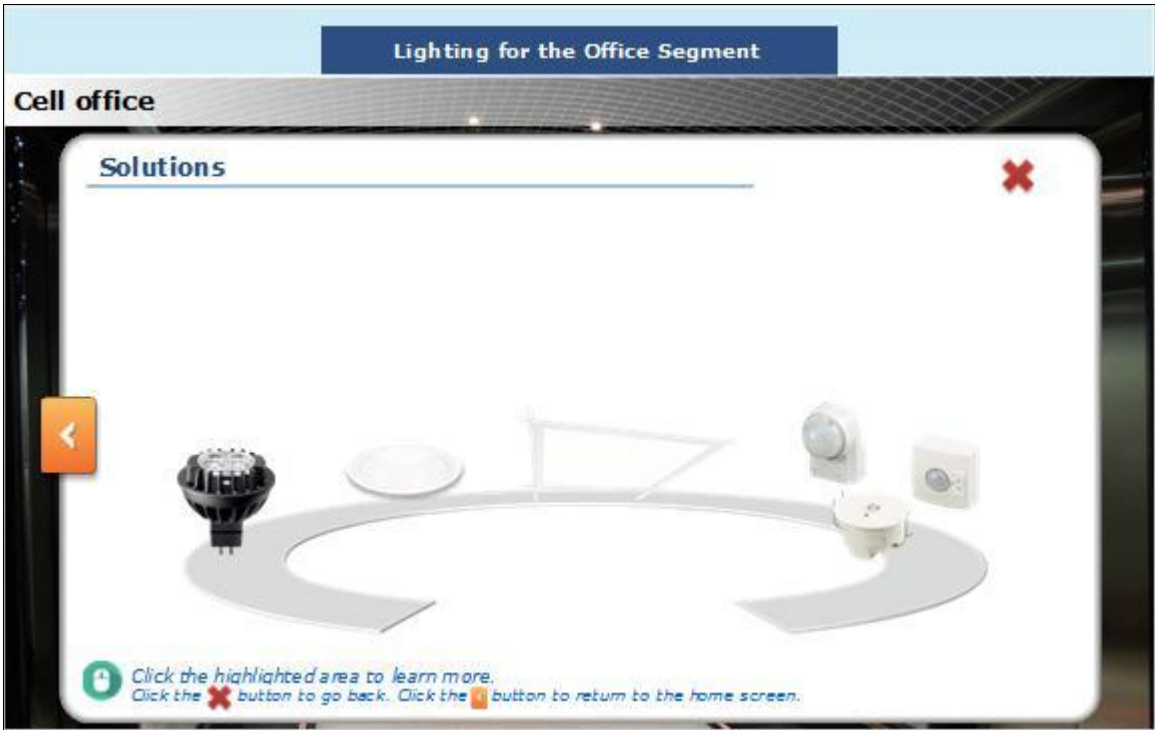 Lighting for the Office Segment
Cell office
Solutions
Click the highlighted area to learn more.
Click the button to go back. Click the button to return to the home screen.